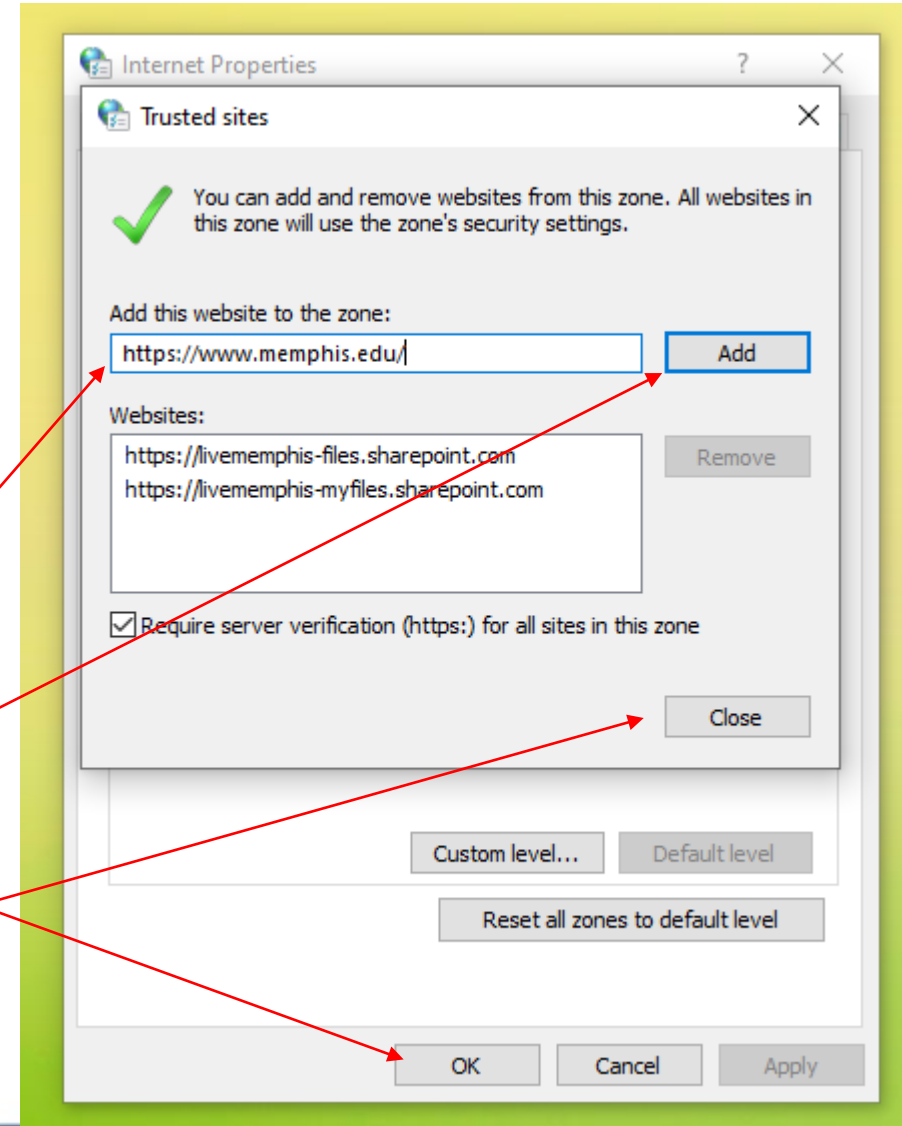 Internet Properties
?
Trusted sites
You can add and remove websites from this zone. All websites in
this zone will use the zone's security settings.
Add this website to the zone:
https://www.memphis.edu/
Add
Websites:
https://livememphis-files.sharepoint.com
https://livememphis-myfiles.sharepoint.com
Remove
Require server verification (https:) for all sites in this zone
Close
Custom level...
Default level
Reset all zones to default level
OK
Cancel
Apply